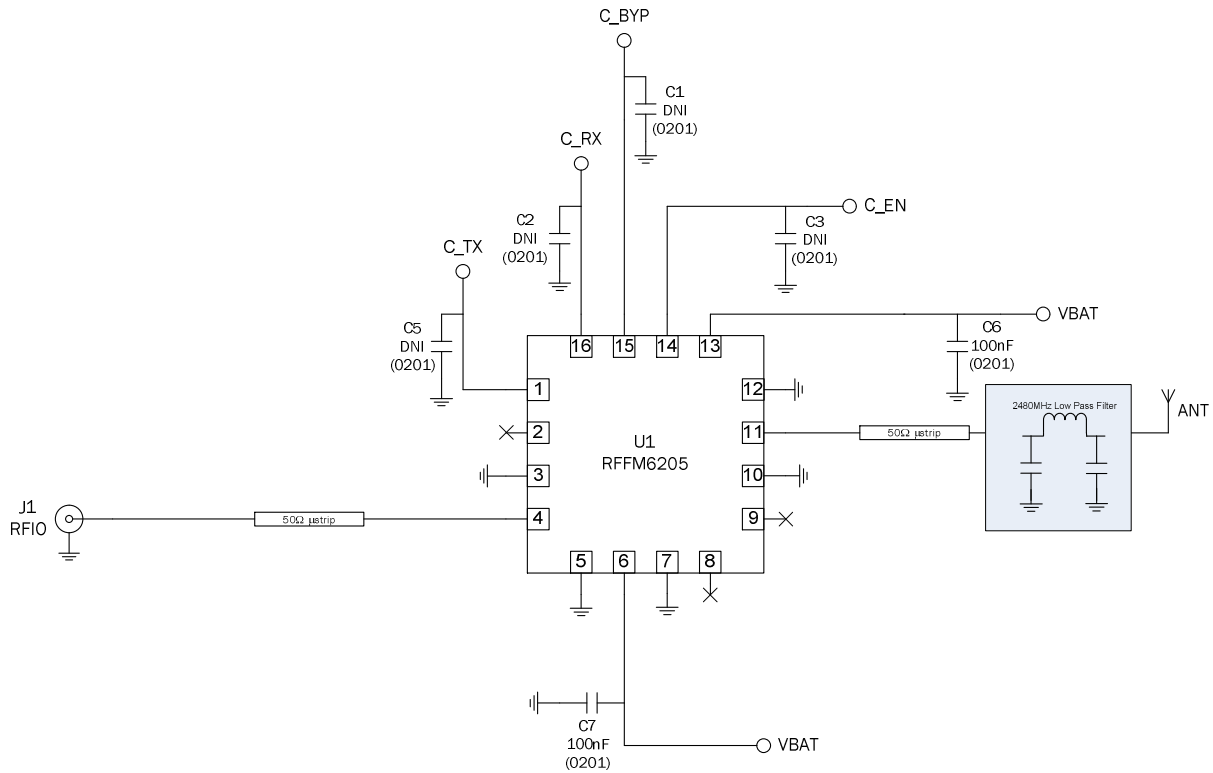 C_BYP
C1
DNI
(0201)
C_RX
C2
DNI
(0201)
C_EN
C3
DNI
(0201)
C_TX
C5
DNI
(0201)
VBAT
C6
100nF
(0201)
16
15
14
13
1
2
3
4
12
11
10
9
U1
RFFM6205
50Ω µstrip
2480MHz Low Pass Filter
ANT
J1
RFIO
50Ω µstrip
5
6
7
8
C7
100nF
(0201)
VBAT